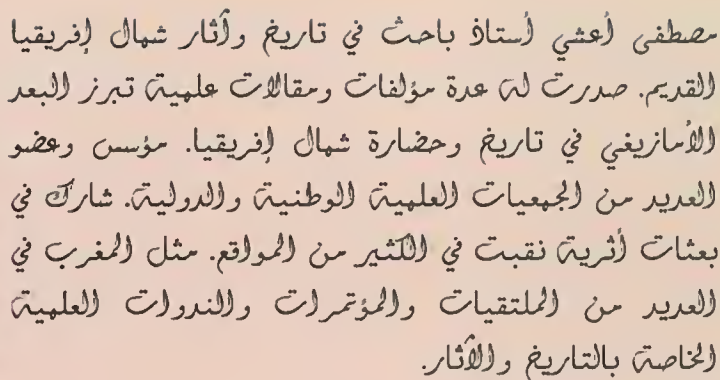 مصطفى أعشي أستاذ باحث في تاريخ وآثار شمال إفريقيا
القديم. صدرت له عدة مؤلفات ومقالات علمية تبرز البعد
الأمازيغي في تاريخ وحضارة شمال إفريقيا. مؤسس وعضو
العديد من الجمعيات العلمية الوطنية والدولية. شارك في
بعثات أثرية نقبت في الكثير من المواقع. مثل المغرب في
العديد من الملتقيات والمؤتمرات والندوات العلمية
الخاصة بالتاريخ والآثار.